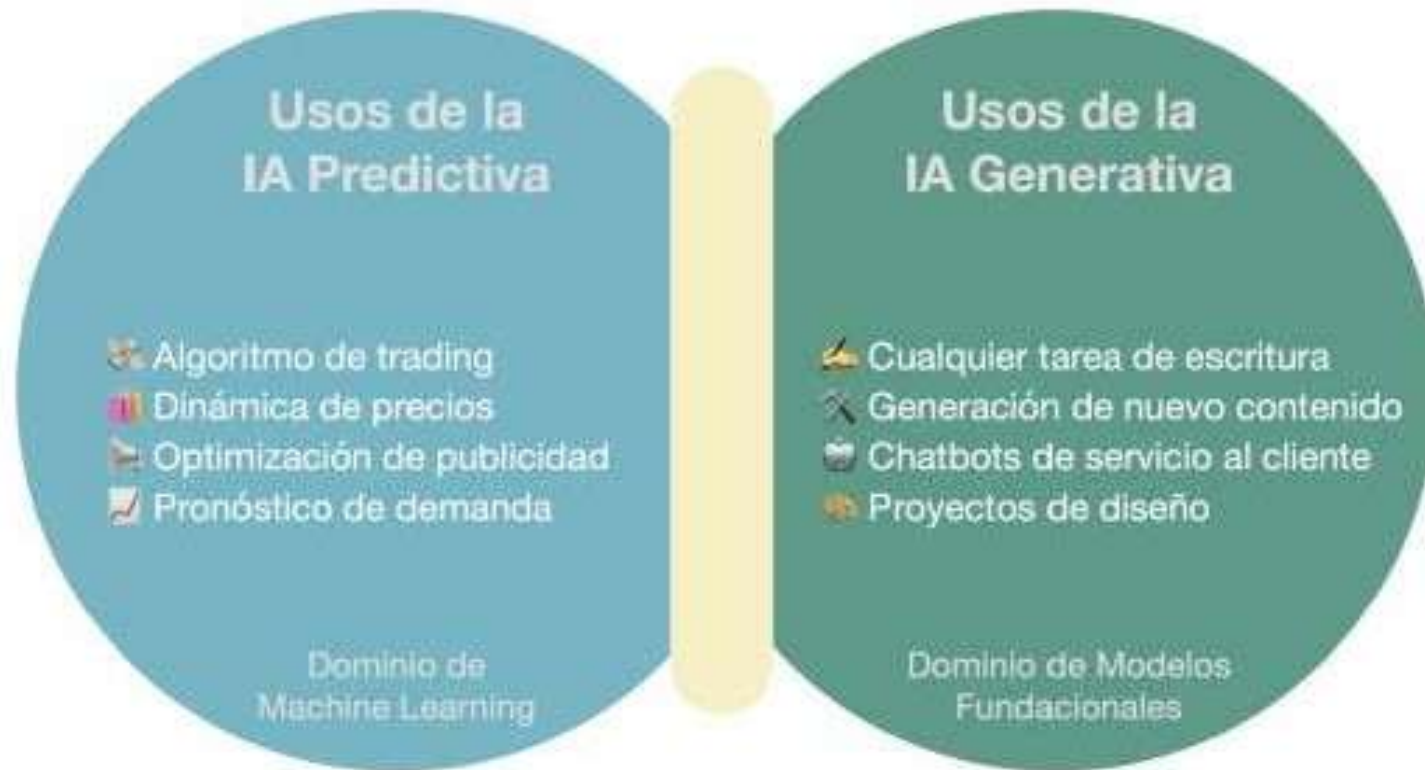 Usos de la
IA Predictiva
Algoritmo de trading
Dinámica de precios
Optimización de publicidad
Pronóstico de demanda
Dominio de
Machine Learning
Usos de la
IA Generativa
Cualquier tarea de escritura
Generación de nuevo contenido
Chatbots de servicio al cliente
Proyectos de diseño
Dominio de Modelos
Fundacionales